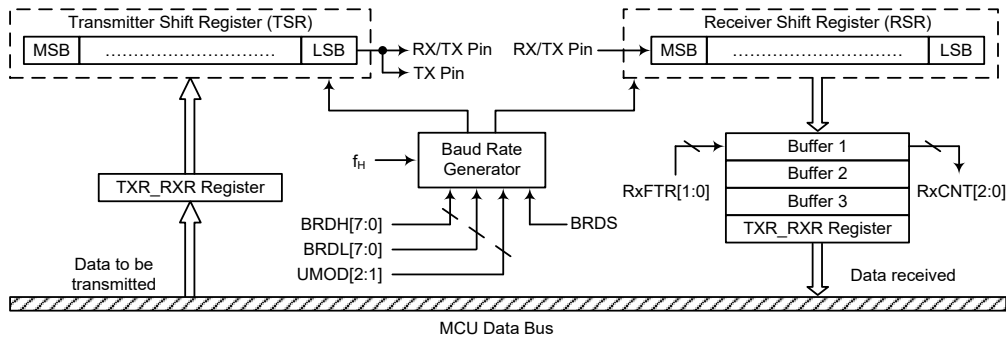 Transmitter Shift Register (TSR)
MSB
..............................
LSB
RX/TX Pin
TX Pin
Receiver Shift Register (RSR)
RX/TX Pin
MSB
..............................
LSB
fH
Baud Rate
Generator
BRDH[7:0]
BRDL[7:0]
UMOD[2:1]
BRDS
TXR_RXR Register
Data to be
transmitted
RxFTR[1:0]
Buffer 1
Buffer 2
Buffer 3
TXR_RXR Register
RxCNT[2:0]
Data received
MCU Data Bus